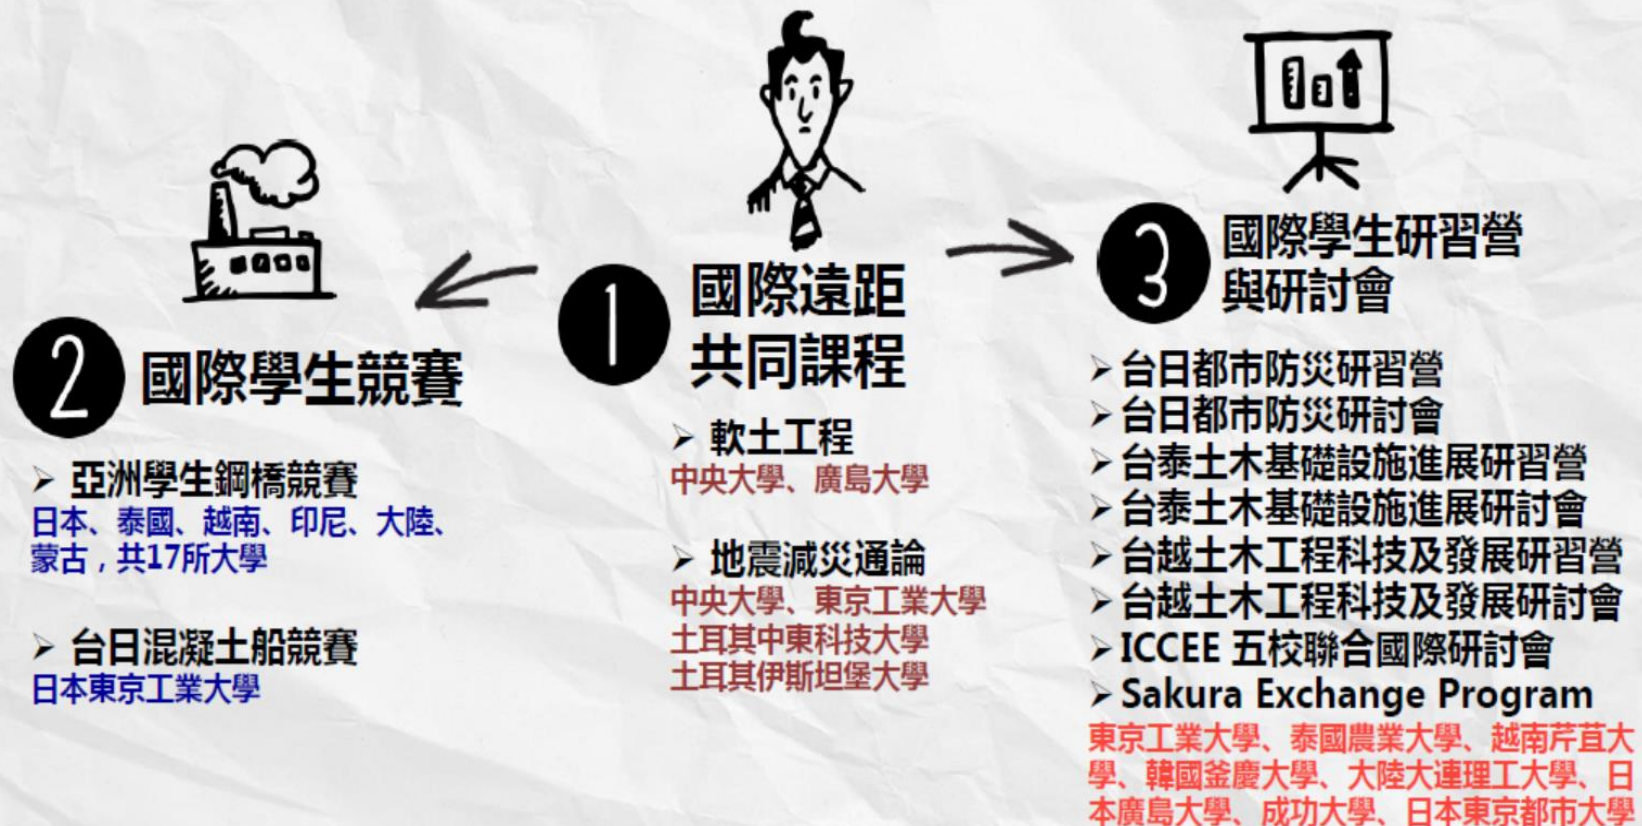 1
國際遠距
共同課程
➢ 軟土工程
中央大學、廣島大學
➢ 地震減災通論
中央大學、東京工業大學
土耳其中東科技大學
土耳其伊斯坦堡大學
2 國際學生競賽
➢ 亞洲學生鋼橋競賽
日本、泰國、越南、印尼、大陸、
蒙古，共17所大學
➢ 台日混凝土船競賽
日本東京工業大學
3
國際學生研習營
與研討會
➢ 台日都市防災研習營
➢ 台日都市防災研討會
➢ 台泰土木基礎設施進展研習營
➢ 台泰土木基礎設施進展研討會
➢ 台越土木工程科技及發展研習營
➢ 台越土木工程科技及發展研討會
➢ ICCEE 五校聯合國際研討會
➢ Sakura Exchange Program
東京工業大學、泰國農業大學、越南芹苴大
學、韓國釜慶大學、大陸大連理工大學、日
本廣島大學、成功大學、日本東京都市大學